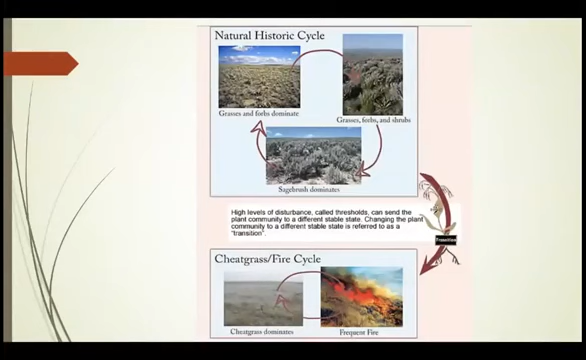 Natural Historic Cycle
Grasses and forbs dominate
Grasses, forbs, and shrubs
Sagebrush dominates
High levels of disturbance, called thresholds, can send the
plant community to a different stable state. Changing the plant
community to a different stable state is referred to as a
"transition".
Transition
Cheatgrass/Fire Cycle
Cheatgrass dominates
Frequent Fire